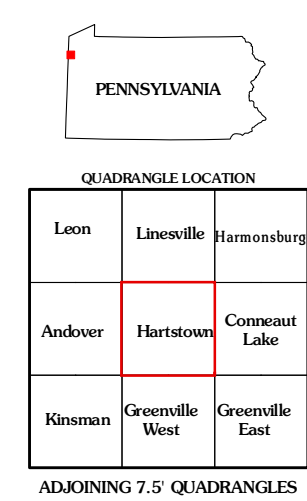 PENNSYLVANIA
QUADRANGLE LOCATION
Leon
Linesville
Harmonsburg
Andover
Hartstown
Conneaut
Lake
Kinsman
Greenville
West
Greenville
East
ADJOINING 7.5' QUADRANGLES